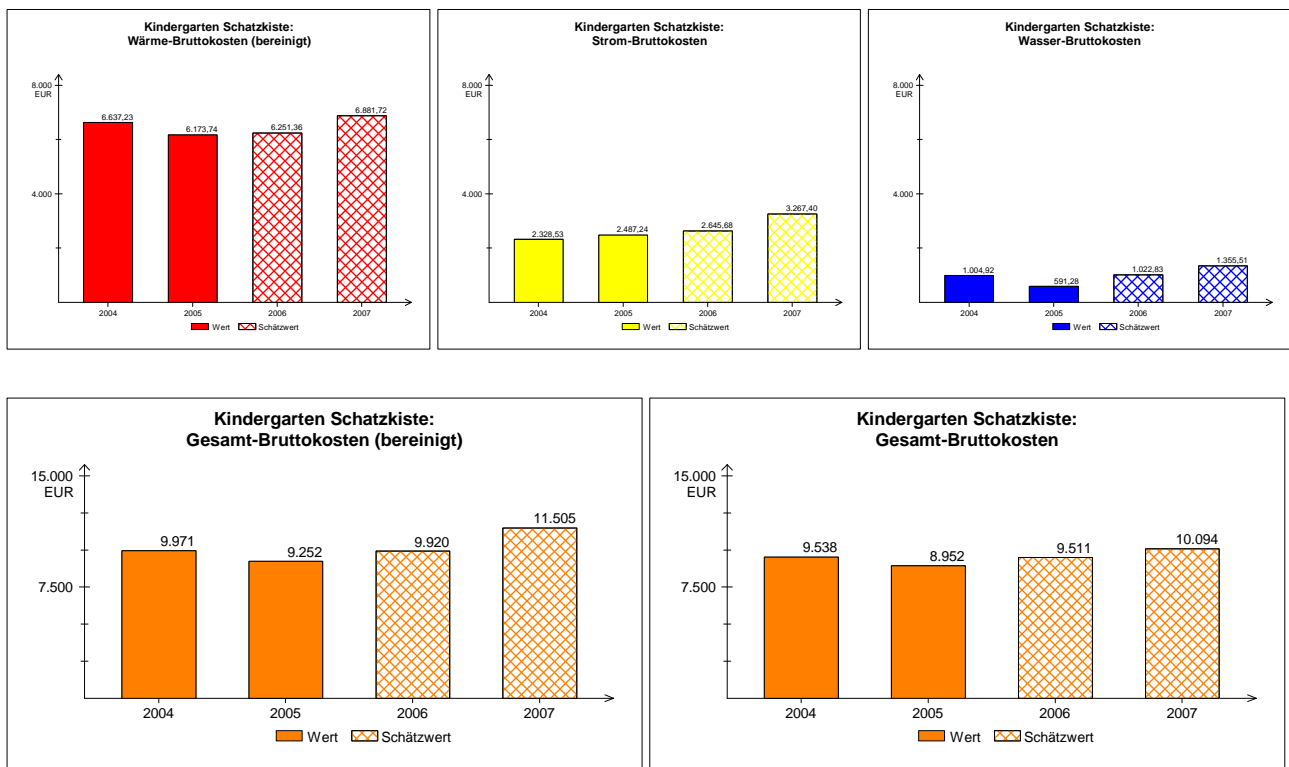 Kindergarten Schatzkiste:
Wärme-Bruttokosten (bereinigt)
8.000
EUR
6.637,23
6.173,74
6.251,36
6.881,72
4.000
2004
2005
2006
2007
Wert
Schätzwert
Kindergarten Schatzkiste:
Strom-Bruttokosten
8.000
EUR
4.000
2.328,53
2.487,24
2.645,68
3.267,40
2004
2005
2006
2007
Wert
Schätzwert
Kindergarten Schatzkiste:
Wasser-Bruttokosten
8.000
EUR
4.000
1.004,92
591,28
1.022,83
1.355,51
2004
2005
2006
2007
Wert
Schätzwert
Kindergarten Schatzkiste:
Gesamt-Bruttokosten (bereinigt)
15.000
EUR
9.971
9.252
9.920
11.505
7.500
2004
2005
2006
2007
Wert
Schätzwert
Kindergarten Schatzkiste:
Gesamt-Bruttokosten
15.000
EUR
9.538
8.952
9.511
10.094
7.500
2004
2005
2006
2007
Wert
Schätzwert